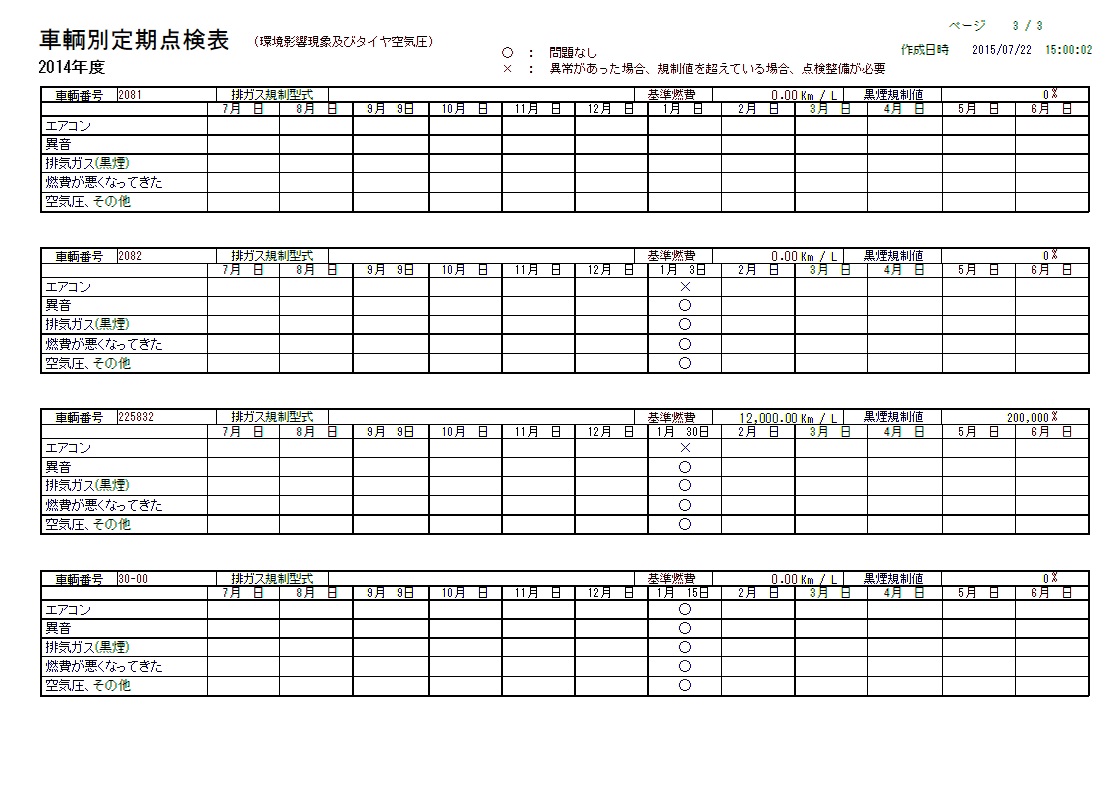 車輌別定期点検表 （環境影響現象及びタイヤ空気圧） ページ 3 / 3
○ ： 問題なし 作成日時 2015/07/22 15:00:02
2014年度 × ： 異常があった場合、規制値を超えている場合、点検整備が必要
車輌番号 2081 排ガス規制型式 基準燃費 0.00 Km / L 黒煙規制値 0 %
7月 日 8月 日 9月 9日 10月 日 11月 日 12月 日 1月 日 2月 日 3月 日 4月 日 5月 日 6月 日
エアコン
異音
排気ガス(黒煙)
燃費が悪くなってきた
空気圧、その他
車輌番号 2082 排ガス規制型式 基準燃費 0.00 Km / L 黒煙規制値 0 %
7月 日 8月 日 9月 9日 10月 日 11月 日 12月 日 1月 3日 2月 日 3月 日 4月 日 5月 日 6月 日
エアコン ×
異音 ○
排気ガス(黒煙) ○
燃費が悪くなってきた ○
空気圧、その他 ○
車輌番号 225832 排ガス規制型式 基準燃費 12,000.00 Km / L 黒煙規制値 200,000 %
7月 日 8月 日 9月 9日 10月 日 11月 日 12月 日 1月 30日 2月 日 3月 日 4月 日 5月 日 6月 日
エアコン ×
異音 ○
排気ガス(黒煙) ○
燃費が悪くなってきた ○
空気圧、その他 ○
車輌番号 30-00 排ガス規制型式 基準燃費 0.00 Km / L 黒煙規制値 0 %
7月 日 8月 日 9月 9日 10月 日 11月 日 12月 日 1月 15日 2月 日 3月 日 4月 日 5月 日 6月 日
エアコン ○
異音 ○
排気ガス(黒煙) ○
燃費が悪くなってきた ○
空気圧、その他 ○